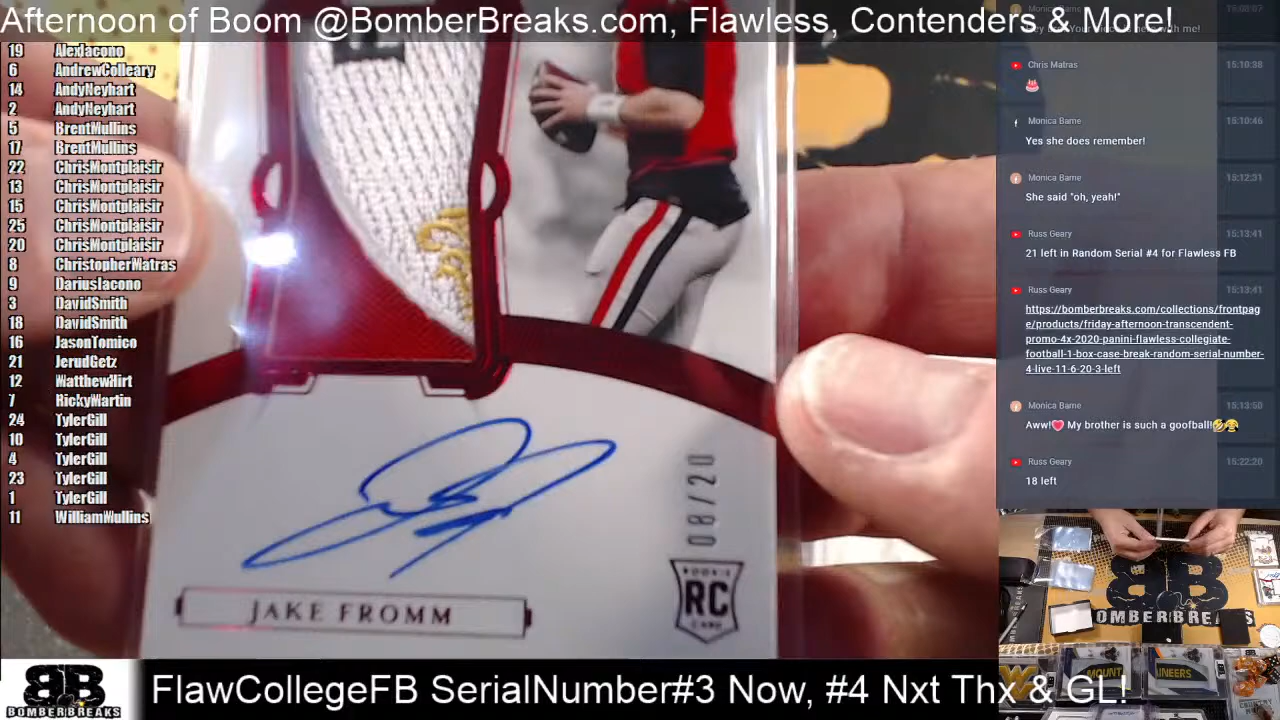 Afternoon of Boom @BomberBreaks.com, Flawless, Contenders & More!
19 AlexIacono
6 AndrewColleary
14 AndyNeyhart
2 AndyNeyhart
5 BrentMullins
17 BrentMullins
22 ChrisMontplaisir
13 ChrisMontplaisir
15 ChrisMontplaisir
25 ChrisMontplaisir
20 ChrisMontplaisir
8 ChristopherMatras
9 DariusIacono
3 DavidSmith
18 DavidSmith
16 JasonTomico
21 JerudGetz
12 MatthewHirt
7 RickyMartin
24 TylerGill
10 TylerGill
4 TylerGill
23 TylerGill
1 TylerGill
11 WilliamMullins
08/20
ROOKIE
RC
CARD
JAKE FROMM
Chris Matras 15:10:38
Monica Bame 15:10:46
Yes she does remember!
Monica Bame 15:12:31
She said "oh, yeah!"
Russ Geary 15:13:41
21 left in Random Serial #4 for Flawless FB
Russ Geary 15:13:41
https://bomberbreaks.com/collections/frontpag
e/products/friday-afternoon-transcendent-
promo-4x-2020-panini-flawless-collegiate-
football-1-box-case-break-random-serial-number-
4-live-11-6-20-3-left
Monica Bame 15:13:50
Aww!💗 My brother is such a goofball!🤣😂
Russ Geary 15:22:20
18 left
BB
BOMBERBREAKS
MOUNT AINEERS
BB
BOMBERBREAKS
FlawCollegeFB SerialNumber#3 Now, #4 Nxt Thx & GL!